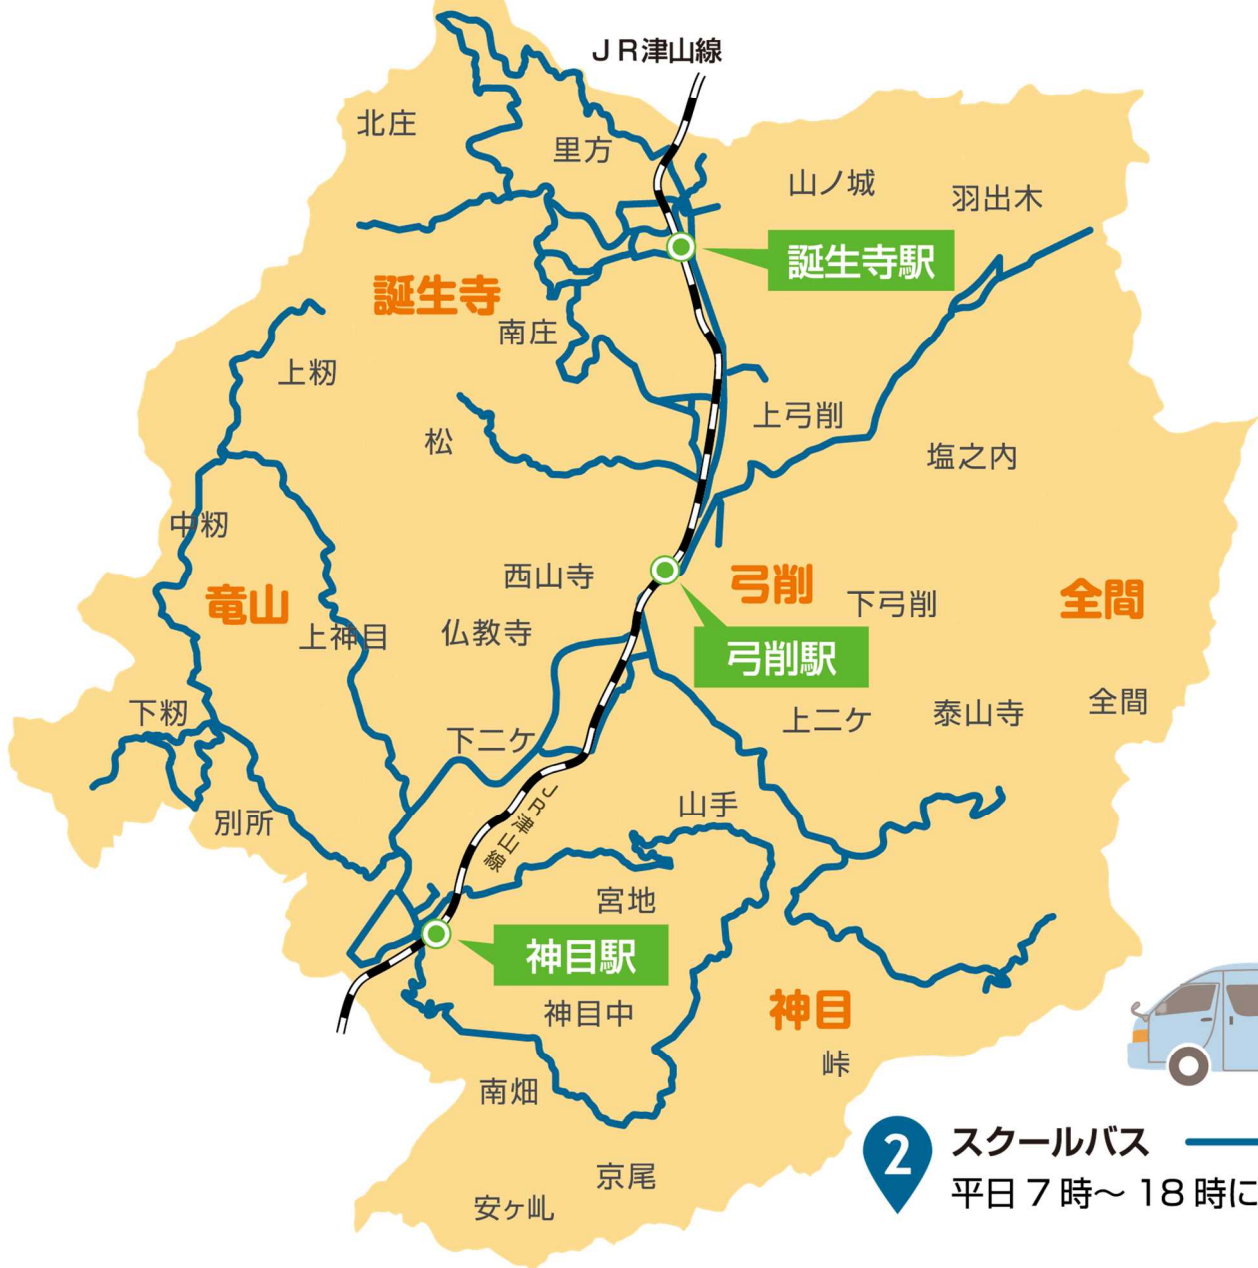 JR津山線
北庄
里方
山ノ城
羽出木
誕生寺駅
誕生寺
南庄
上籾
上弓削
松
塩之内
中籾
西山寺
弓削
全間
竜山
下弓削
上神目
仏教寺
弓削駅
下籾
全間
泰山寺
上二ケ
下二ケ
JR津山線
山手
別所
宮地
神目駅
神目中
神目
峠
南畑
京尾
安ヶ乢
2
スクールバス
平日7時～18時に